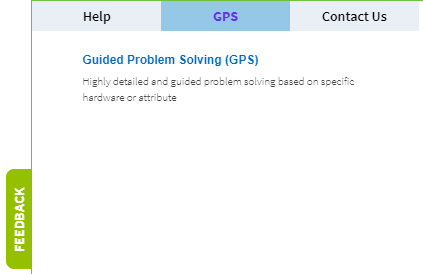 Help GPS Contact Us
Guided Problem Solving (GPS)
Highly detailed and guided problem solving based on specific
hardware or attribute
FEEDBACK